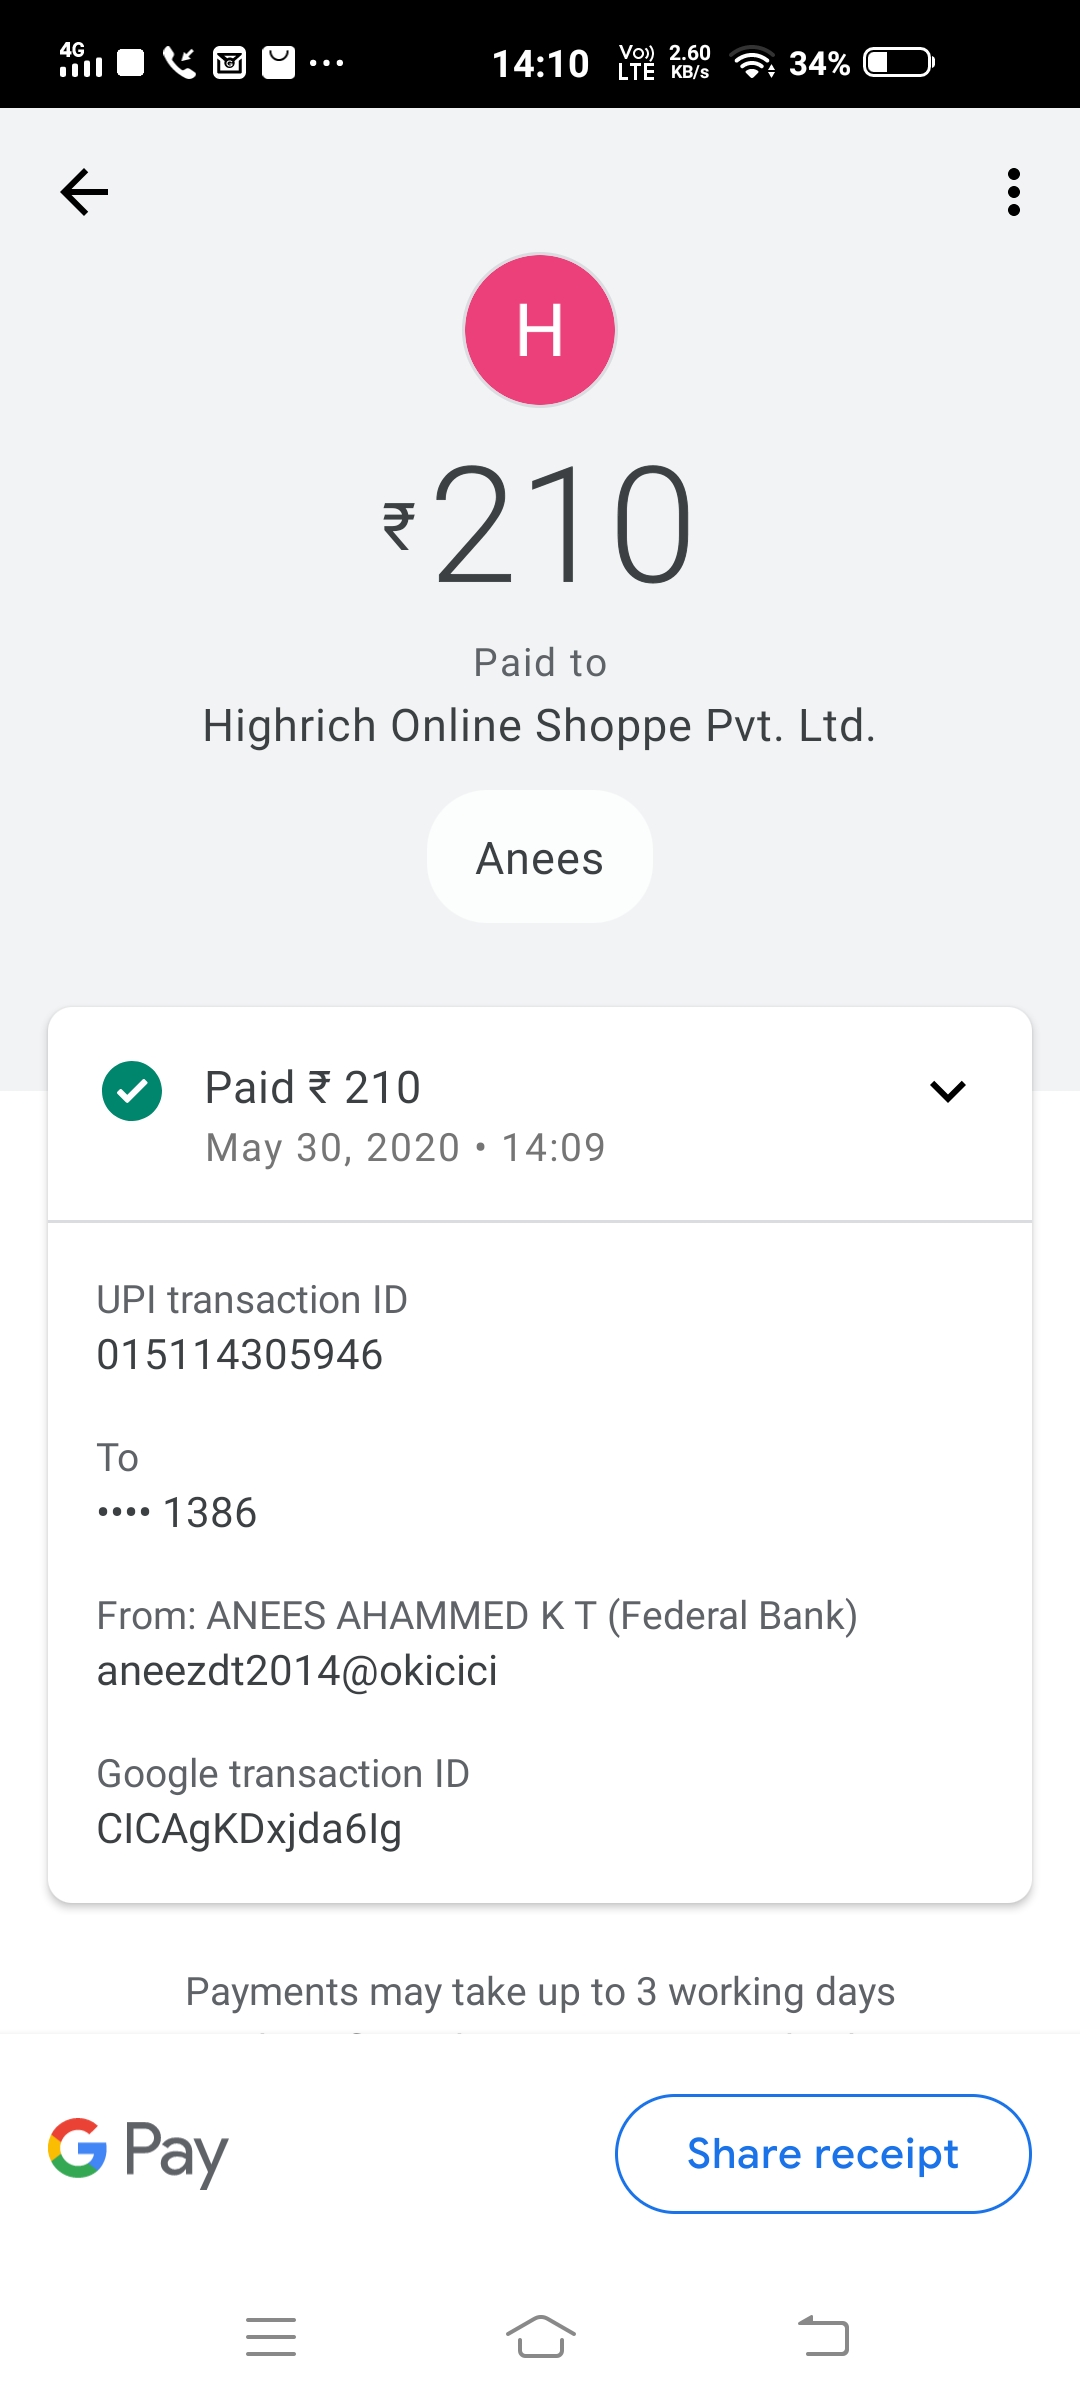 4G 14:10 Vo)) LTE 2.60 KB/s 34%
H
₹210
Paid to
Highrich Online Shoppe Pvt. Ltd.
Anees
Paid ₹ 210
May 30, 2020 • 14:09
UPI transaction ID
015114305946
To
•••• 1386
From: ANEES AHAMMED K T (Federal Bank)
aneezdt2014@okicici
Google transaction ID
CICAgKDxjda6Ig
Payments may take up to 3 working days
G Pay
Share receipt